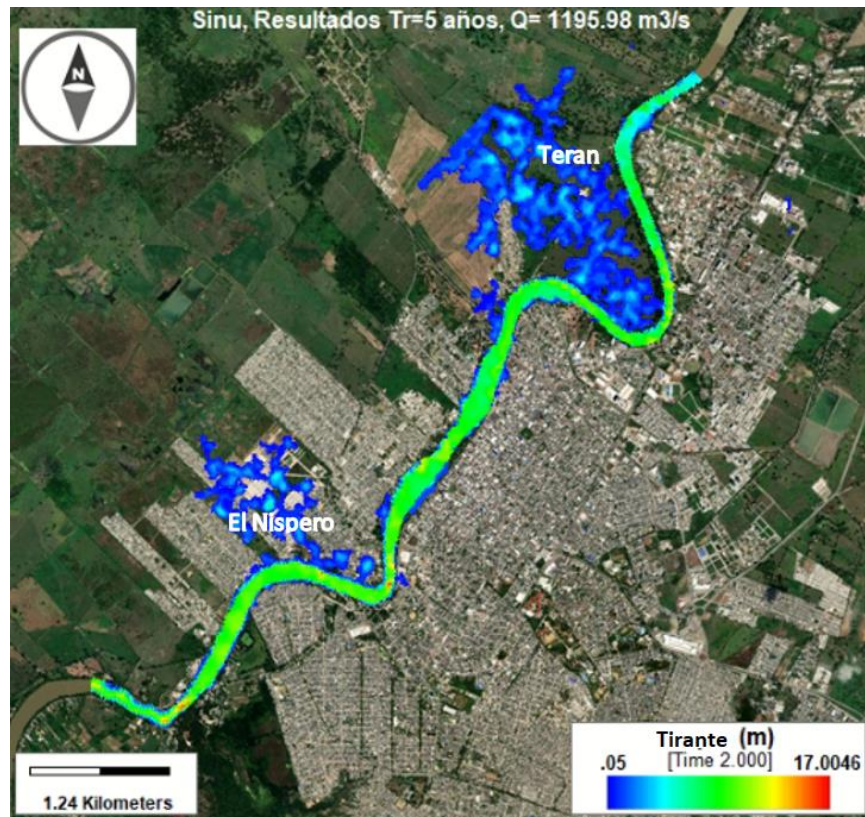 Sinu, Resultados Tr=5 años, Q= 1195.98 m3/s
N
Teran
El Níspero
Tirante (m)
.05 [Time 2.000] 17.0046
1.24 Kilometers